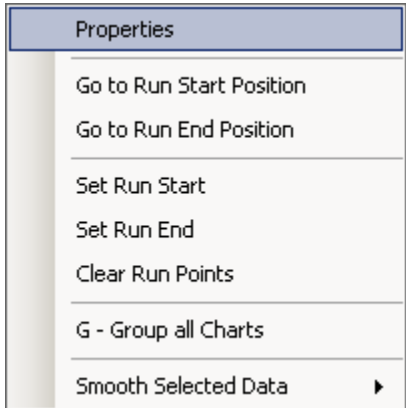 Properties
Go to Run Start Position
Go to Run End Position
Set Run Start
Set Run End
Clear Run Points
G - Group all Charts
Smooth Selected Data